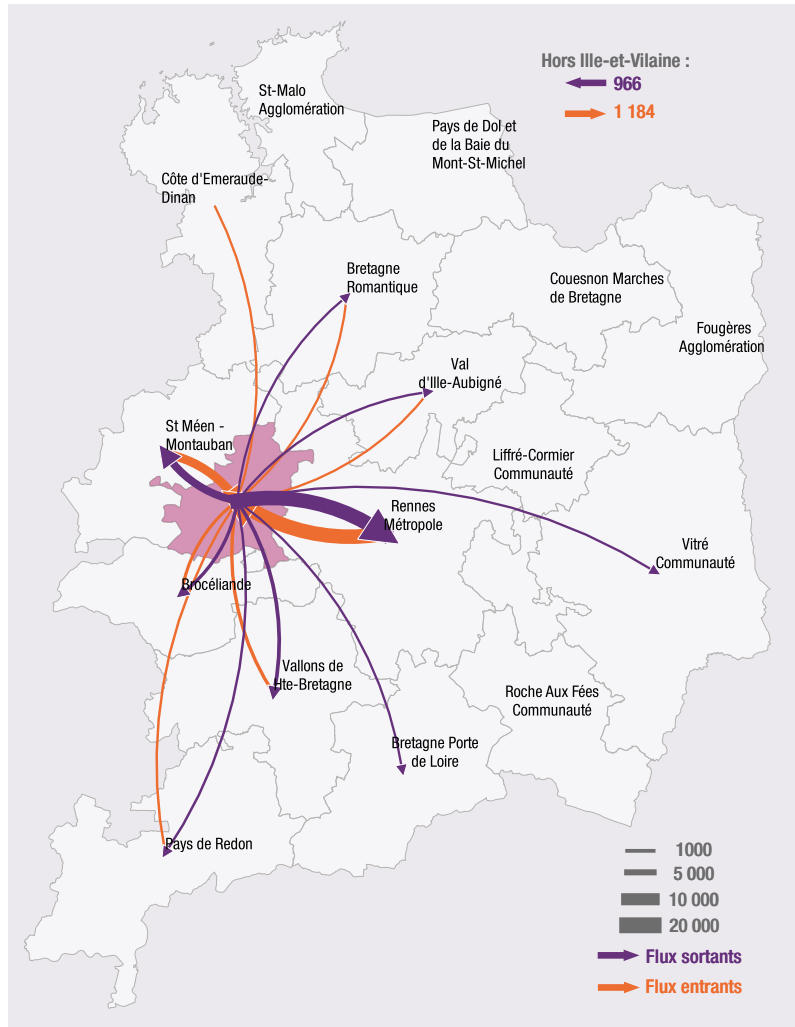 Hors Ille-et-Vilaine :
966
1 184
St-Malo
Agglomération
Pays de Dol et
de la Baie du
Mont-St-Michel
Côte d'Emeraude-
Dinan
Bretagne
Romantique
Couesnon Marches
de Bretagne
Fougères
Agglomération
Val
d'Ille-Aubigné
St Méen -
Montauban
Liffré-Cormier
Communauté
Rennes
Métropole
Vitré
Communauté
Brocéliande
Vallons de
Hte-Bretagne
Roche Aux Fées
Communauté
Bretagne Porte
de Loire
Pays de Redon
1000
5 000
10 000
20 000
Flux sortants
Flux entrants